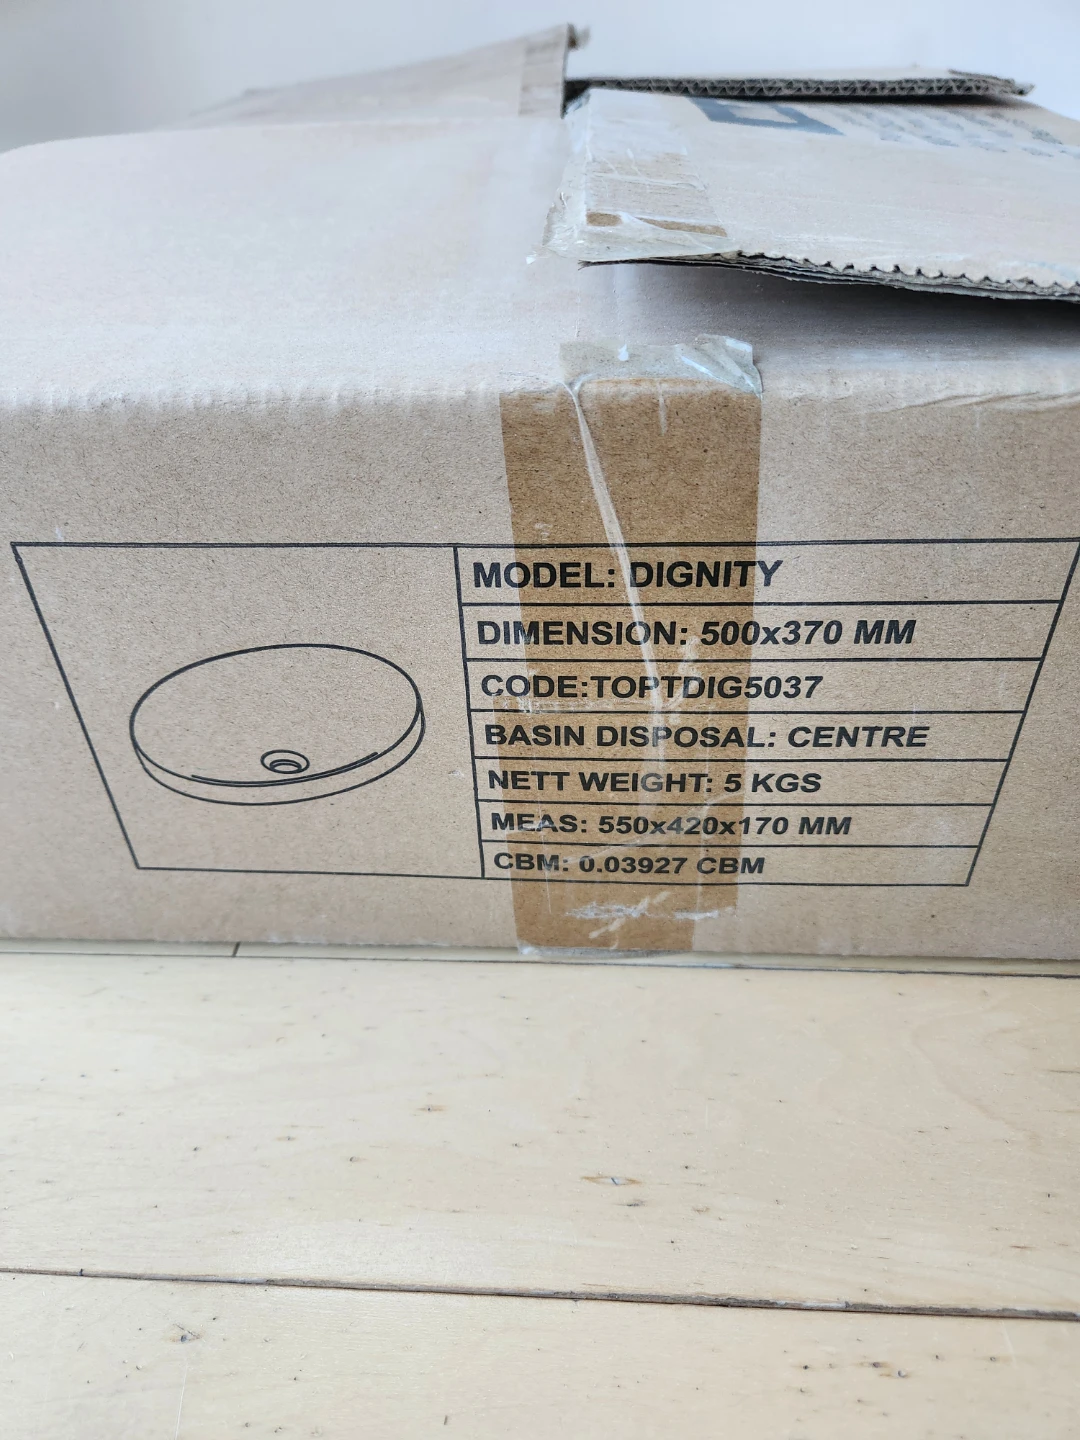 MODEL: DIGNITY
DIMENSION: 500x370 MM
CODE:TOPTDIG5037
BASIN DISPOSAL: CENTRE
NETT WEIGHT: 5 KGS
MEAS: 550x420x170 MM
CBM: 0.03927 CBM